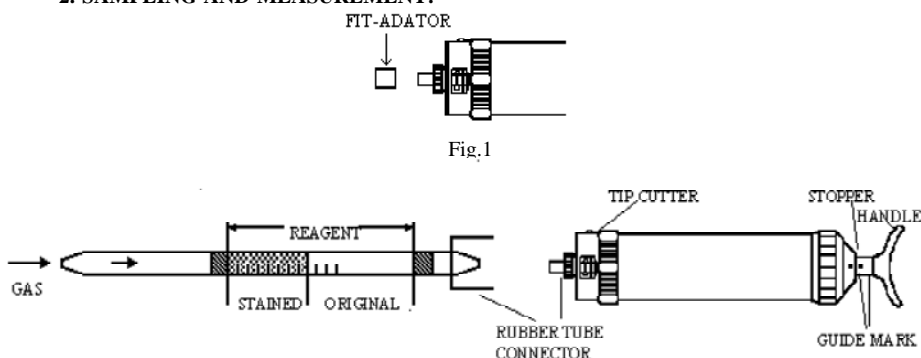 2. SAMPLING AND MEASUREMENT:
FIT-ADATOR
Fig.1
TIP CUTTER
STOPPER
HANDLE
REAGENT
GAS
STAINED
ORIGINAL
RUBBER TUBE
CONNECTOR
GUIDE MARK